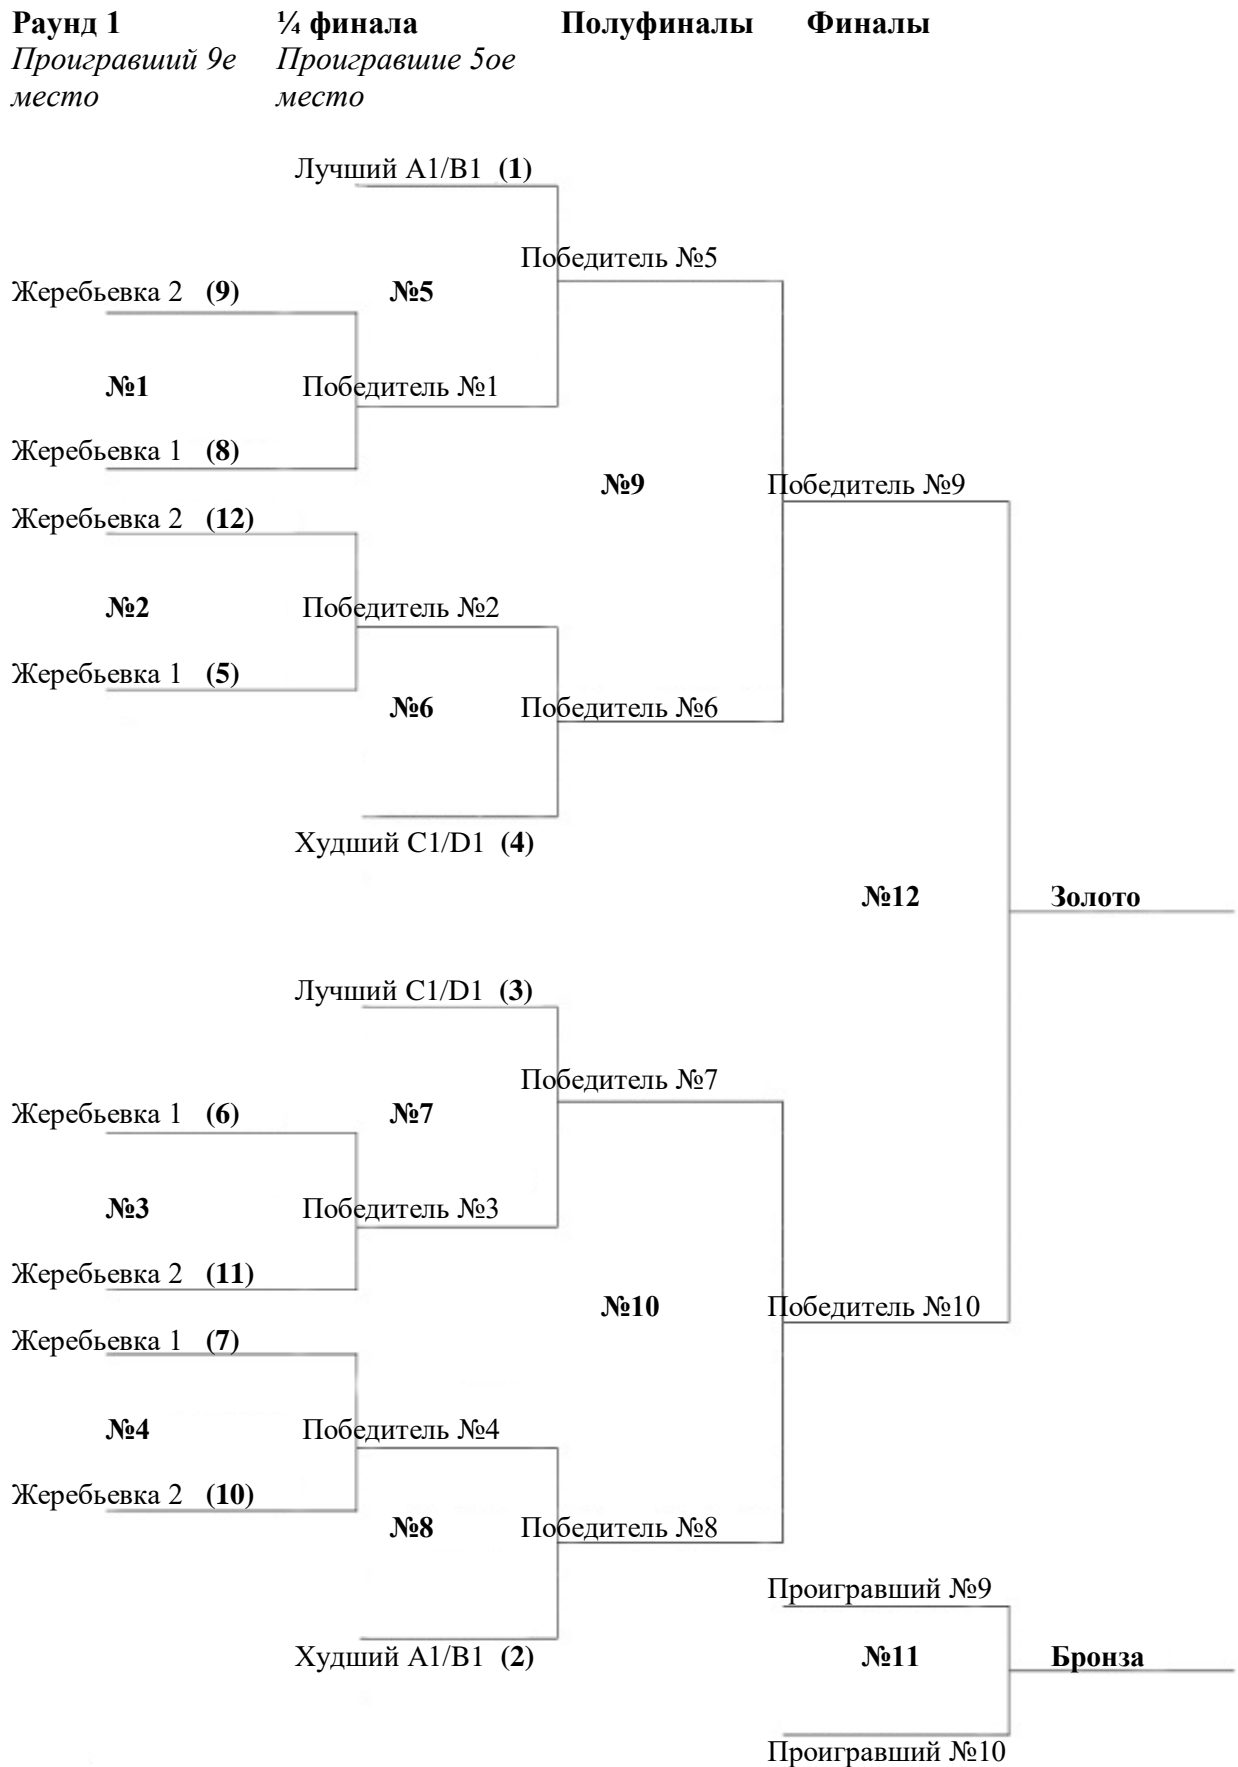 Раунд 1 ¼ финала Полуфиналы Финалы
Проигравший 9е Проигравшие 5ое
место место
Лучший A1/B1 (1)
Победитель №5
Жеребьевка 2 (9) №5
№1 Победитель №1
Жеребьевка 1 (8)
№9 Победитель №9
Жеребьевка 2 (12)
№2 Победитель №2
Жеребьевка 1 (5)
№6 Победитель №6
Худший C1/D1 (4)
№12 Золото
Лучший C1/D1 (3)
Победитель №7
Жеребьевка 1 (6) №7
№3 Победитель №3
Жеребьевка 2 (11)
№10 Победитель №10
Жеребьевка 1 (7)
№4 Победитель №4
Жеребьевка 2 (10)
№8 Победитель №8
Проигравший №9
Худший A1/B1 (2) №11 Бронза
Проигравший №10